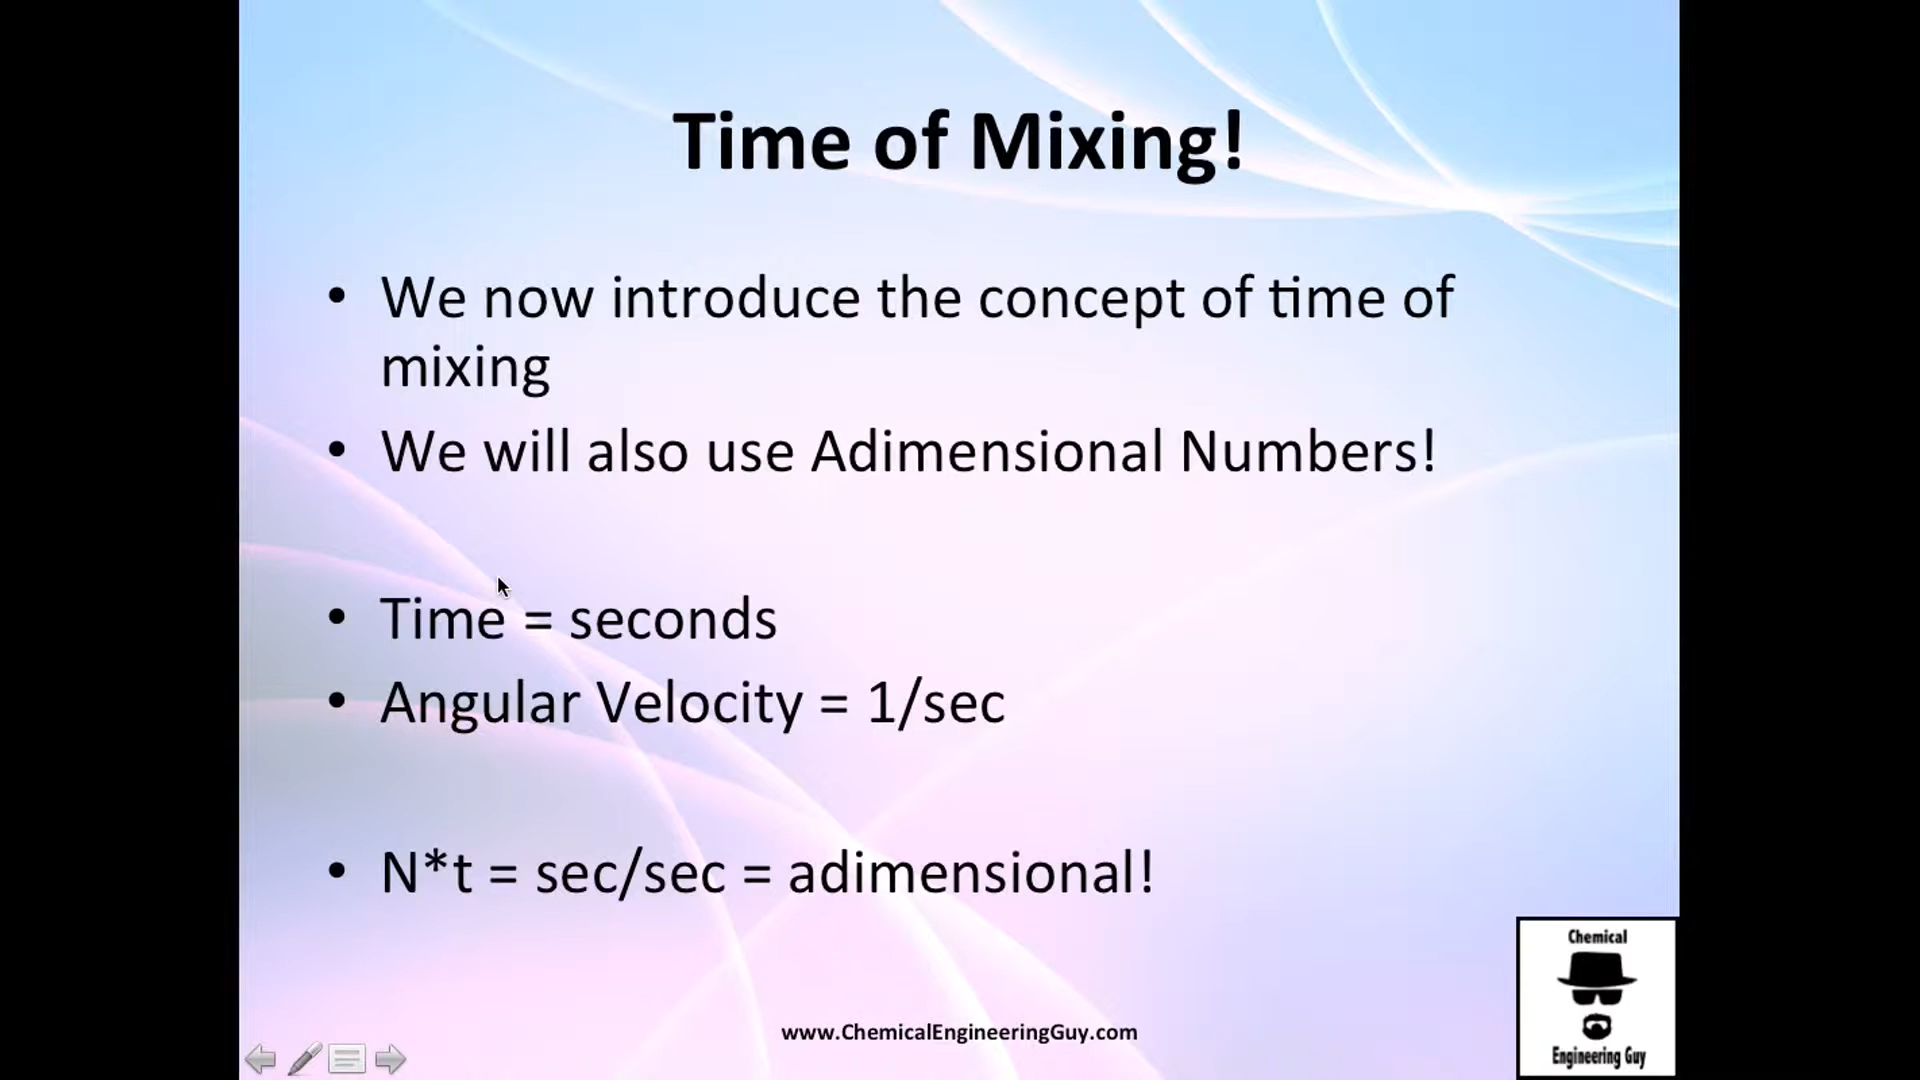 Time of Mixing!
• We now introduce the concept of time of
mixing
• We will also use Adimensional Numbers!
• Time = seconds
• Angular Velocity = 1/sec
• N*t = sec/sec = adimensional!
www.ChemicalEngineeringGuy.com
Chemical
Engineering Guy